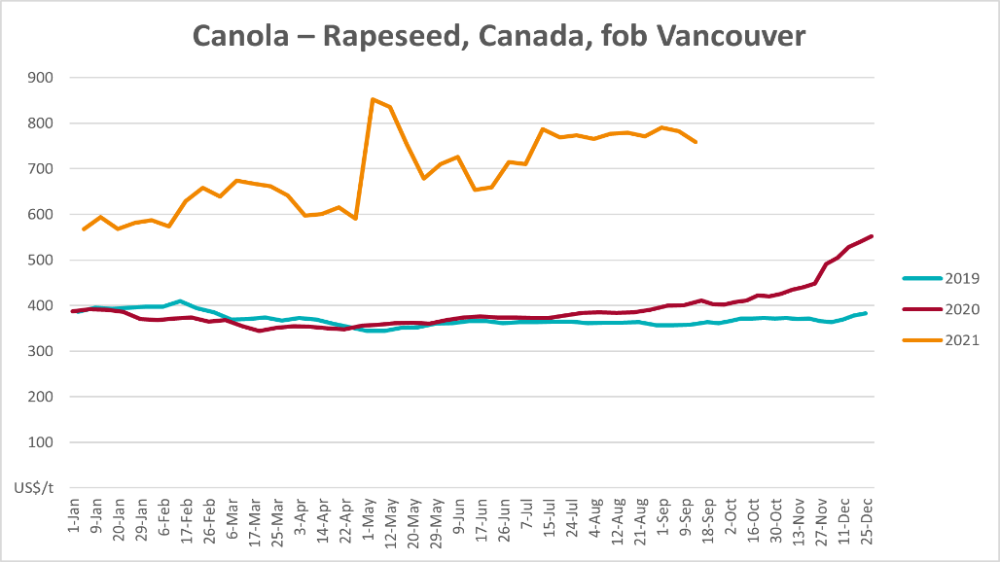 Canola – Rapeseed, Canada, fob Vancouver
900
800
700
600
500
400
300
200
100
US$/t
2019
2020
2021
1-Jan
9-Jan
20-Jan
29-Jan
6-Feb
17-Feb
26-Feb
6-Mar
17-Mar
25-Mar
3-Apr
14-Apr
22-Apr
1-May
12-May
20-May
29-May
9-Jun
17-Jun
26-Jun
7-Jul
15-Jul
24-Jul
4-Aug
12-Aug
21-Aug
1-Sep
9-Sep
18-Sep
2-Oct
16-Oct
30-Oct
13-Nov
27-Nov
11-Dec
25-Dec